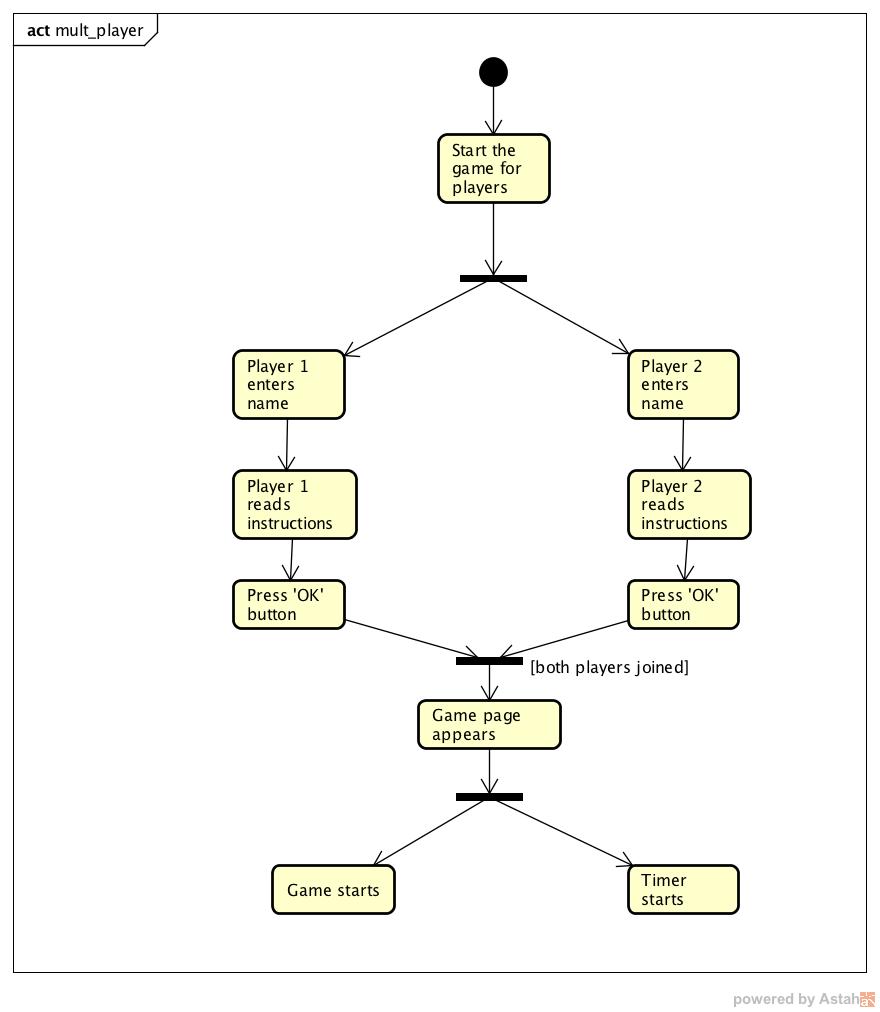 act mult_player
Start the
game for
players
Player 1
enters
name
Player 2
enters
name
Player 1
reads
instructions
Player 2
reads
instructions
Press 'OK'
button
Press 'OK'
button
[both players joined]
Game page
appears
Game starts
Timer
starts
powered by Astah